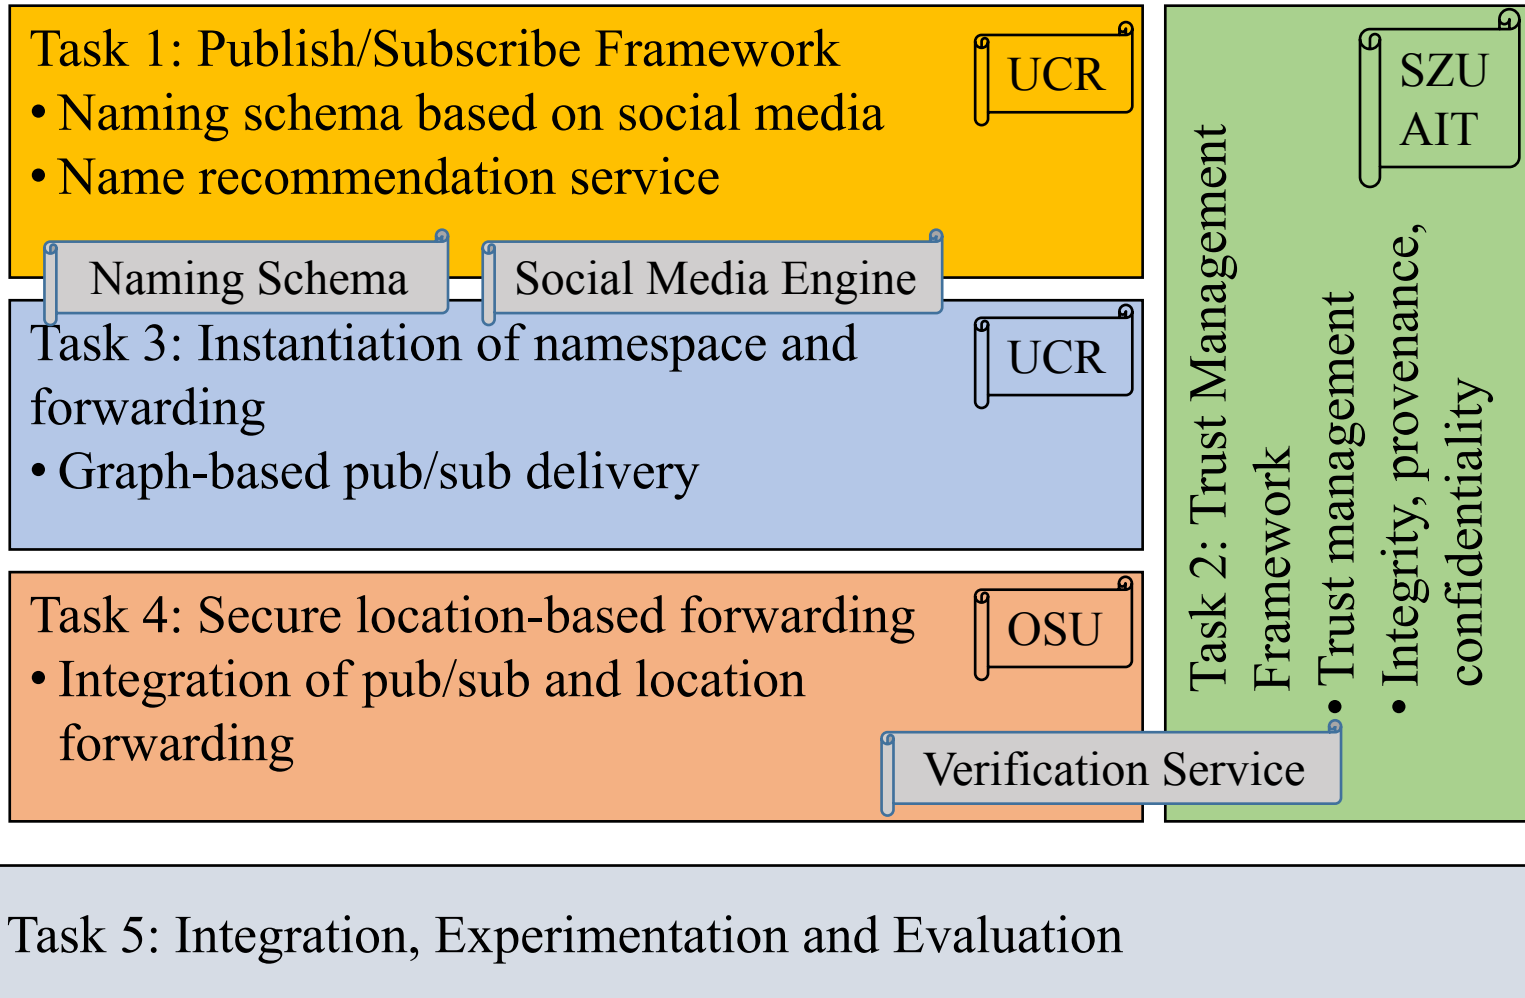 Task 1: Publish/Subscribe Framework
• Naming schema based on social media
• Name recommendation service
UCR
Naming Schema
Social Media Engine
Task 3: Instantiation of namespace and
forwarding
• Graph-based pub/sub delivery
UCR
Task 4: Secure location-based forwarding
• Integration of pub/sub and location
forwarding
OSU
SZU
AIT
Task 2: Trust Management
Framework
• Trust management
• Integrity, provenance,
confidentiality
Verification Service
Task 5: Integration, Experimentation and Evaluation